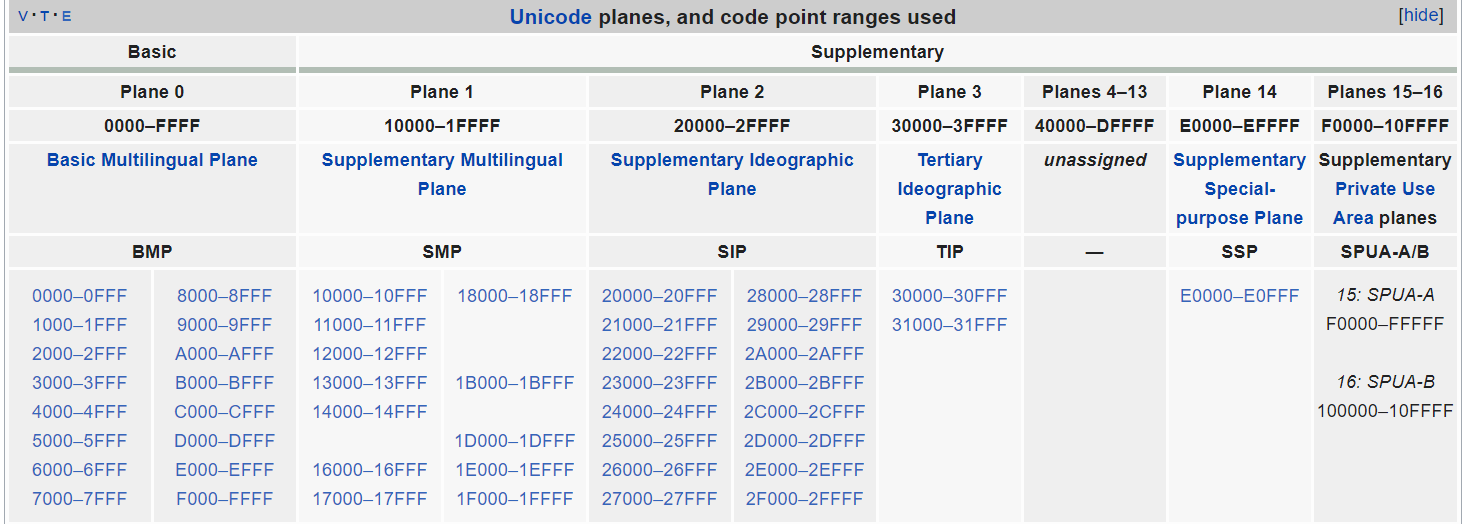 V · T · E
Unicode planes, and code point ranges used
[hide]
Basic
Supplementary
Plane 0
Plane 1
Plane 2
Plane 3
Planes 4–13
Plane 14
Planes 15–16
0000–FFFF
10000–1FFFF
20000–2FFFF
30000–3FFFF
40000–DFFFF
E0000–EFFFF
F0000–10FFFF
Basic Multilingual Plane
Supplementary Multilingual
Plane
Supplementary Ideographic
Plane
Tertiary
Ideographic
Plane
unassigned
Supplementary
Special-
purpose Plane
Supplementary
Private Use
Area planes
BMP
SMP
SIP
TIP
—
SSP
SPUA-A/B
0000–0FFF
1000–1FFF
2000–2FFF
3000–3FFF
4000–4FFF
5000–5FFF
6000–6FFF
7000–7FFF
8000–8FFF
9000–9FFF
A000–AFFF
B000–BFFF
C000–CFFF
D000–DFFF
E000–EFFF
F000–FFFF
10000–10FFF
11000–11FFF
12000–12FFF
13000–13FFF
14000–14FFF
16000–16FFF
17000–17FFF
18000–18FFF
1B000–1BFFF
1D000–1DFFF
1E000–1EFFF
1F000–1FFFF
20000–20FFF
21000–21FFF
22000–22FFF
23000–23FFF
24000–24FFF
25000–25FFF
26000–26FFF
27000–27FFF
28000–28FFF
29000–29FFF
2A000–2AFFF
2B000–2BFFF
2C000–2CFFF
2D000–2DFFF
2E000–2EFFF
2F000–2FFFF
30000–30FFF
31000–31FFF
E0000–E0FFF
15: SPUA-A
F0000–FFFFF
16: SPUA-B
100000–10FFFF